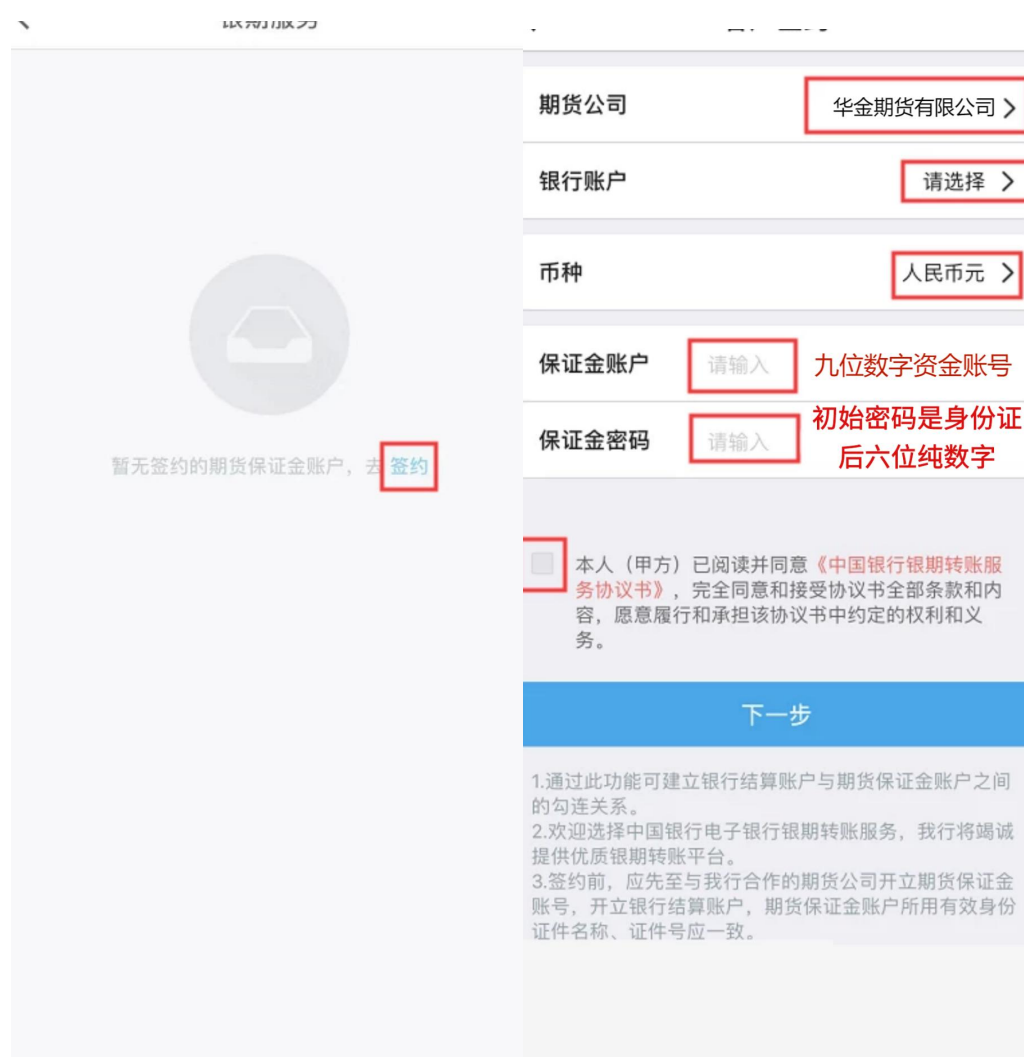 银期服务
暂无签约的期货保证金账户，去 签约
期货公司
华金期货有限公司
银行账户
请选择
币种
人民币元
保证金账户
请输入
九位数字资金账号
保证金密码
请输入
初始密码是身份证
后六位纯数字
本人（甲方）已阅读并同意《中国银行银期转账服
务协议书》，完全同意和接受协议书全部条款和内
容，愿意履行和承担该协议书中约定的权利和义
务。
下一步
1.通过此功能可建立银行结算账户与期货保证金账户之间
的勾连关系。
2.欢迎选择中国银行电子银行银期转账服务，我行将竭诚
提供优质银期转账平台。
3.签约前，应先至与我行合作的期货公司开立期货保证金
账号，开立银行结算账户，期货保证金账户所用有效身份
证件名称、证件号应一致。